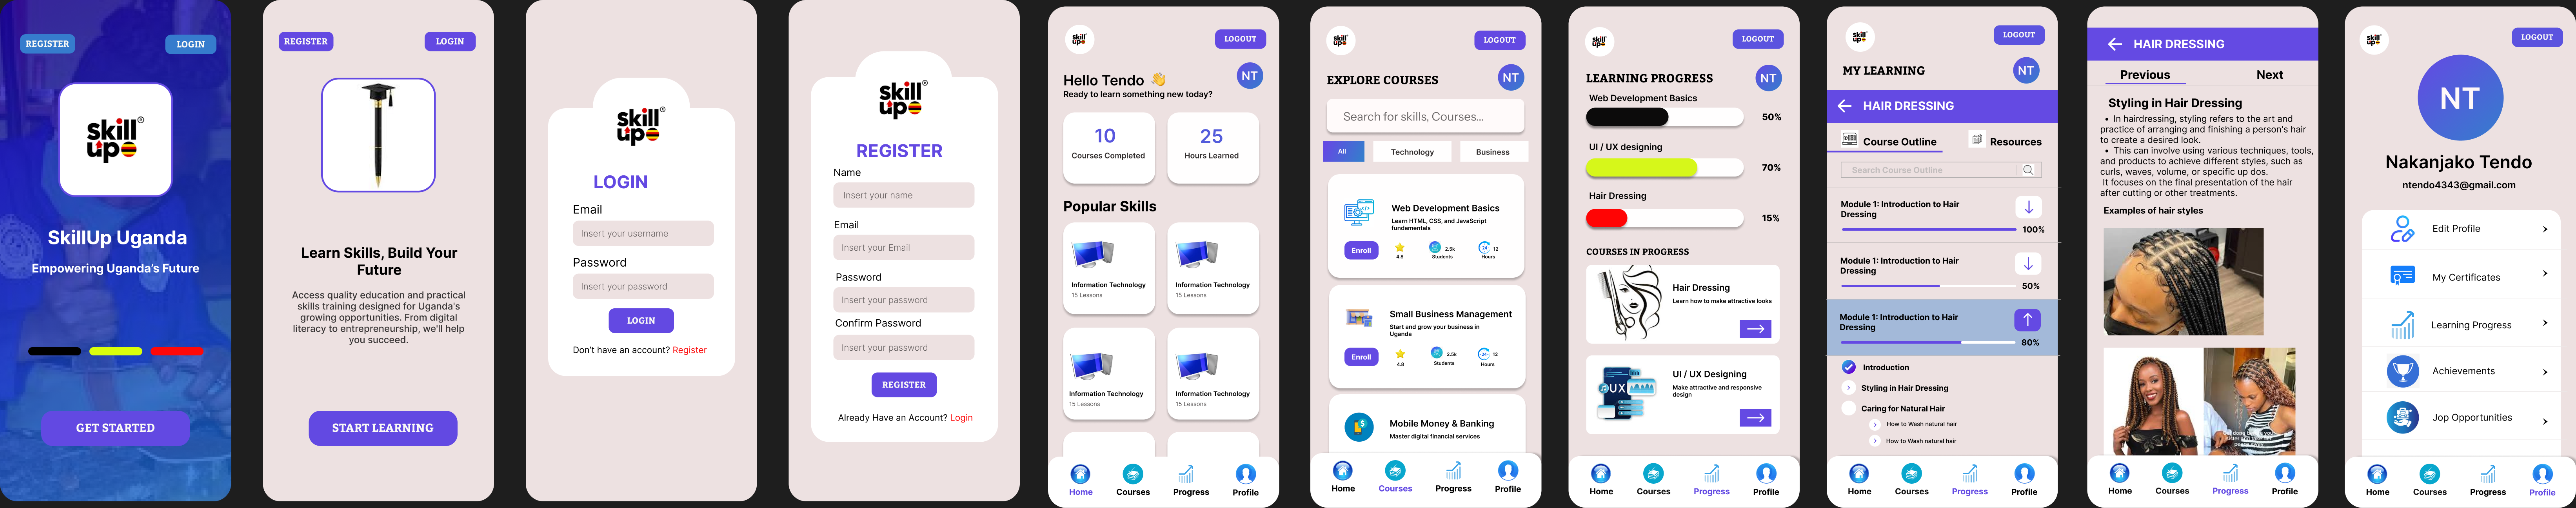 REGISTER
LOGIN
skill
up
®
SkillUp Uganda
Empowering Uganda's Future
GET STARTED
REGISTER
LOGIN
Learn Skills, Build Your
Future
Access quality education and practical
skills training designed for Uganda's
growing opportunities. From digital
literacy to entrepreneurship, we'll help
you succeed.
START LEARNING
skill
up
®
LOGIN
Email
Insert your username
Password
Insert your password
LOGIN
Don't have an account? Register
skill
up
®
REGISTER
Name
Insert your name
Email
Insert your Email
Password
Insert your password
Confirm Password
Insert your password
REGISTER
Already Have an Account? Login
skill
up
LOGOUT
Hello Tendo 👋
NT
Ready to learn something new today?
10
Courses Completed
25
Hours Learned
Popular Skills
Information Technology
15 Lessons
Information Technology
15 Lessons
Information Technology
15 Lessons
Information Technology
15 Lessons
Home
Courses
Progress
Profile
skill
up
LOGOUT
EXPLORE COURSES
NT
Search for skills, Courses...
All
Technology
Business
Web Development Basics
Learn HTML, CSS, and JavaScript
fundamentals
Enroll
4.8
2.5k
Students
24
12
Hours
Small Business Management
Start and grow your business in
Uganda
Enroll
4.8
2.5k
Students
24
12
Hours
Mobile Money & Banking
Master digital financial services
Home
Courses
Progress
Profile
skill
up
LOGOUT
LEARNING PROGRESS
NT
Web Development Basics
50%
UI / UX designing
70%
Hair Dressing
15%
COURSES IN PROGRESS
Hair Dressing
Learn how to make attractive looks
UX
UI / UX Designing
Make attractive and responsive
design
Home
Courses
Progress
Profile
skill
up
LOGOUT
MY LEARNING
NT
HAIR DRESSING
Course Outline
Resources
Search Course Outline
Module 1: Introduction to Hair
Dressing
100%
Module 1: Introduction to Hair
Dressing
50%
Module 1: Introduction to Hair
Dressing
80%
Introduction
Styling in Hair Dressing
Caring for Natural Hair
How to Wash natural hair
How to Wash natural hair
Home
Courses
Progress
Profile
HAIR DRESSING
Previous
Next
Styling in Hair Dressing
• In hairdressing, styling refers to the art and
practice of arranging and finishing a person's hair
to create a desired look.
• This can involve using various techniques, tools,
and products to achieve different styles, such as
curls, waves, volume, or specific up dos.
It focuses on the final presentation of the hair
after cutting or other treatments.
Examples of hair styles
Home
Courses
Progress
Profile
skill
up
LOGOUT
NT
Nakanjako Tendo
ntendo4343@gmail.com
Edit Profile
My Certificates
Learning Progress
Achievements
Jop Opportunities
Home
Courses
Progress
Profile